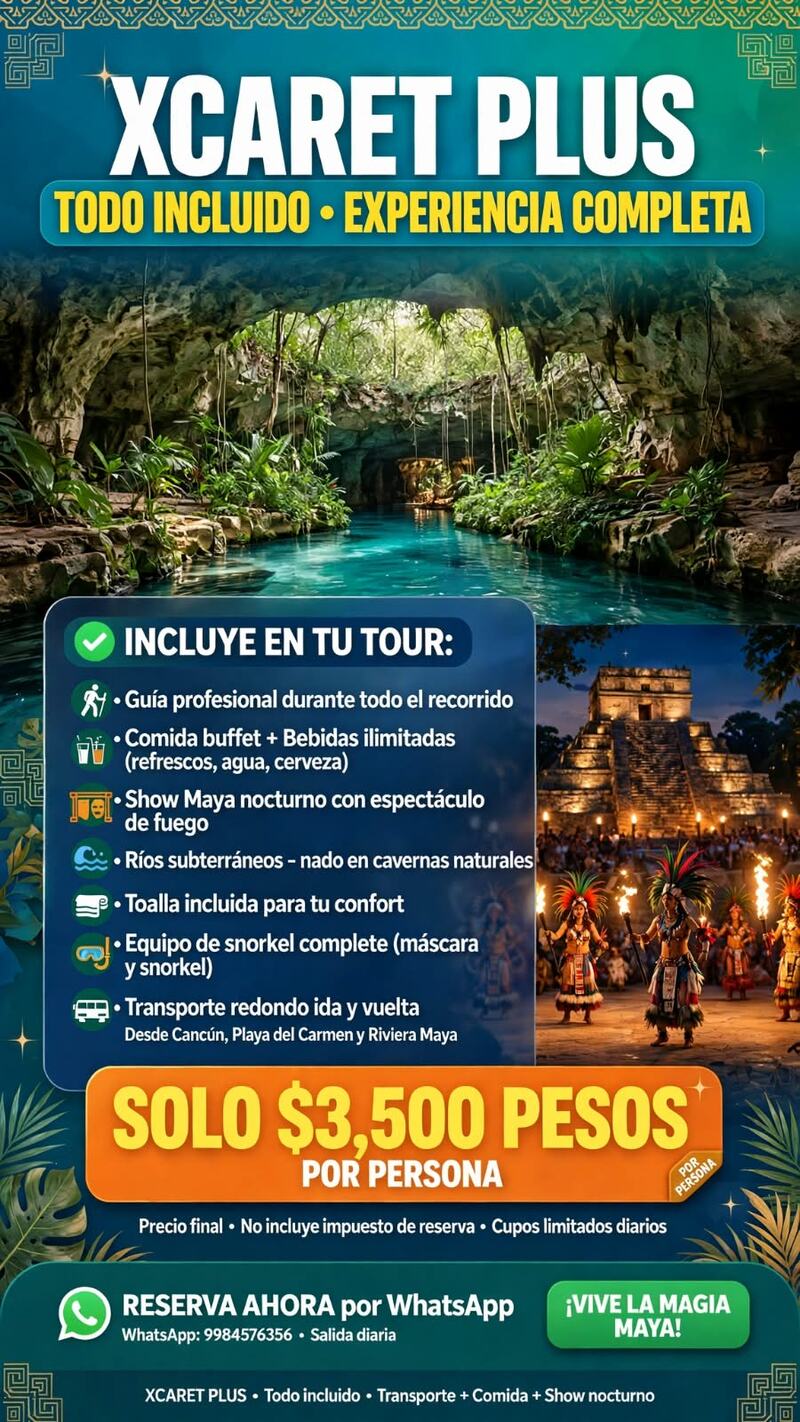 XCARET PLUS
TODO INCLUIDO • EXPERIENCIA COMPLETA
INCLUYE EN TU TOUR:
• Guía profesional durante todo el recorrido
• Comida buffet + Bebidas ilimitadas
(refrescos, agua, cerveza)
• Show Maya nocturno con espectáculo
de fuego
• Ríos subterráneos - nado en cavernas naturales
• Toalla incluida para tu confort
• Equipo de snorkel complete (máscara
y snorkel)
• Transporte redondo ida y vuelta
Desde Cancún, Playa del Carmen y Riviera Maya
SOLO $3,500 PESOS
POR PERSONA
POR
PERSONA
Precio final • No incluye impuesto de reserva • Cupos limitados diarios
RESERVA AHORA por WhatsApp
WhatsApp: 9984576356 • Salida diaria
¡VIVE LA MAGIA
MAYA!
XCARET PLUS • Todo incluido • Transporte + Comida + Show nocturno